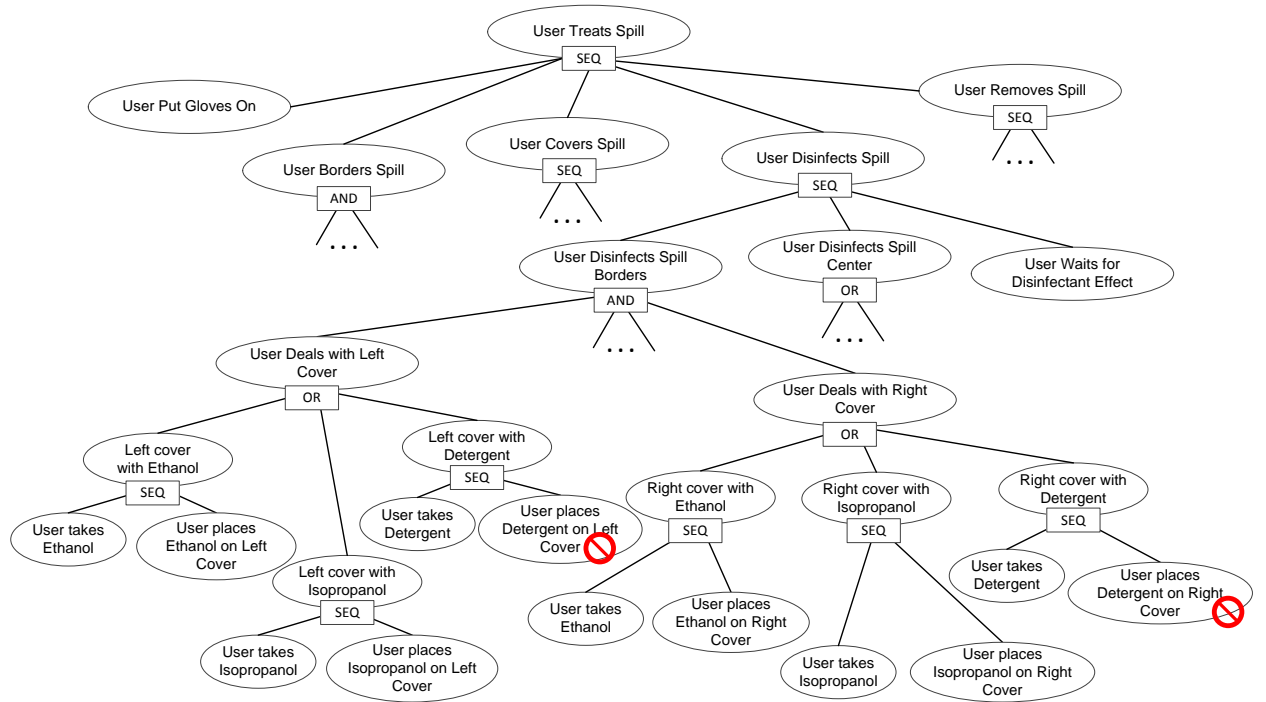 User Treats Spill
SEQ
User Put Gloves On
User Borders Spill
AND
. . .
User Covers Spill
SEQ
. . .
User Disinfects Spill
SEQ
User Removes Spill
SEQ
. . .
User Disinfects Spill
Borders
AND
. . .
User Disinfects Spill
Center
OR
. . .
User Waits for
Disinfectant Effect
User Deals with Left
Cover
OR
User Deals with Right
Cover
OR
Left cover
with Ethanol
SEQ
User takes
Ethanol
User places
Ethanol on Left
Cover
Left cover with
Isopropanol
SEQ
User takes
Isopropanol
User places
Isopropanol on Left
Cover
Left cover with
Detergent
SEQ
User takes
Detergent
User places
Detergent on Left
Cover
Right cover with
Ethanol
SEQ
User takes
Ethanol
User places
Ethanol on Right
Cover
Right cover with
Isopropanol
SEQ
User takes
Isopropanol
User places
Isopropanol on Right
Cover
Right cover with
Detergent
SEQ
User takes
Detergent
User places
Detergent on Right
Cover